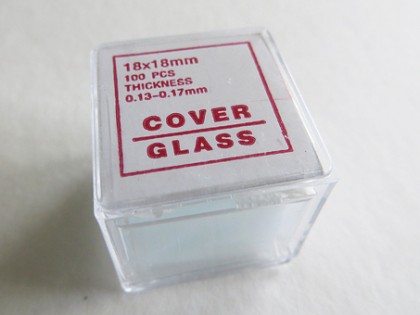 18x18mm
100 PCS
THICKNESS
0.13-0.17mm
COVER
GLASS